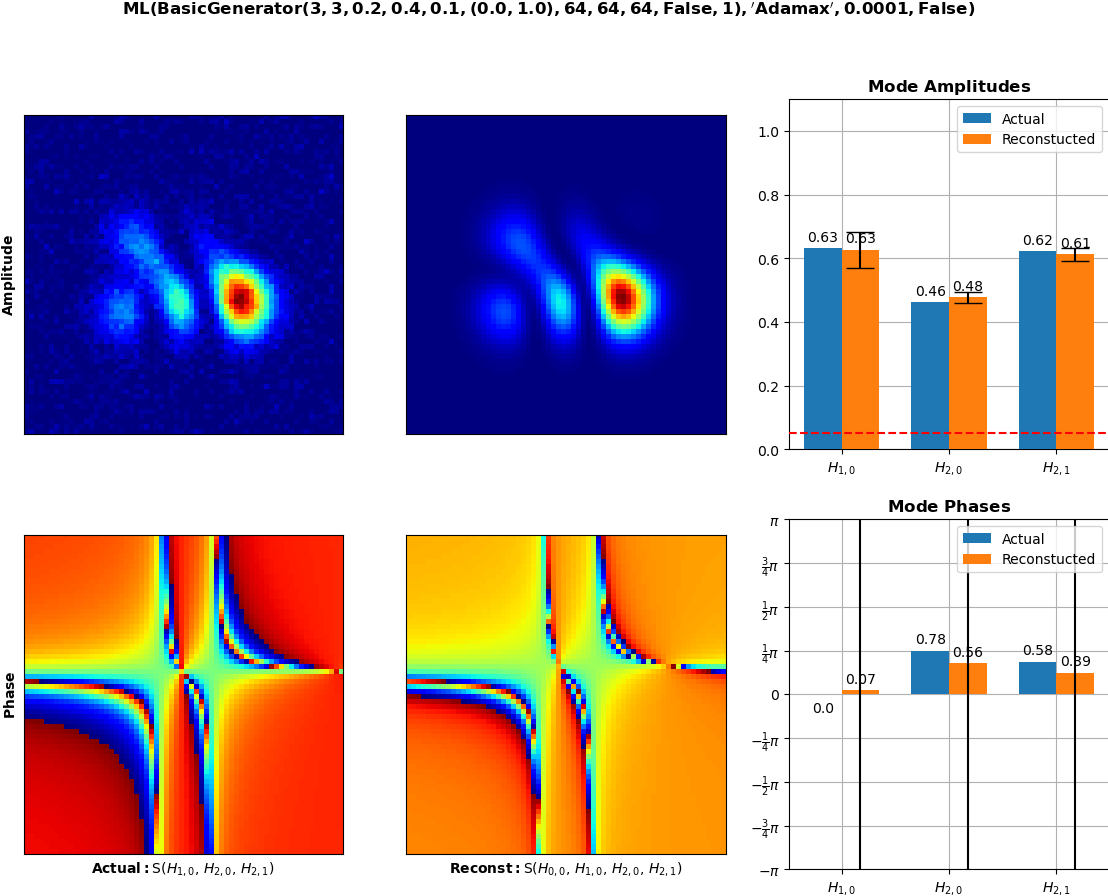 ML(BasicGenerator(3, 3, 0.2, 0.4, 0.1, (0.0, 1.0), 64, 64, 64, False, 1), ′Adamax′, 0.0001, False)
Amplitude
Mode Amplitudes
Actual
Reconstucted
1.0
0.8
0.6
0.4
0.2
0.0
0.63
0.63
0.46
0.48
0.62
0.61
H1,0
H2,0
H2,1
Phase
Actual: S(H1,0, H2,0, H2,1)
Reconst: S(H0,0, H1,0, H2,0, H2,1)
Mode Phases
Actual
Reconstucted
π
3/4π
1/2π
1/4π
0
−1/4π
−1/2π
−3/4π
−π
0.0
0.07
0.78
0.56
0.58
0.39
H1,0
H2,0
H2,1